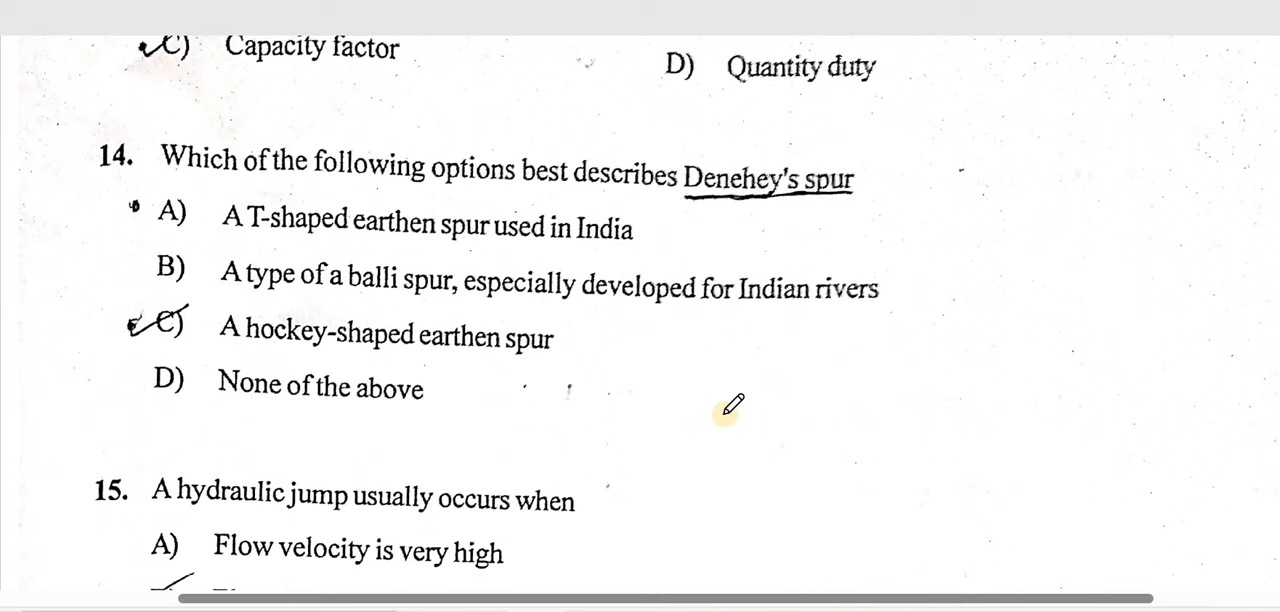 C) Capacity factor
D) Quantity duty
14. Which of the following options best describes Denehey's spur
A) A T-shaped earthen spur used in India
B) A type of a balli spur, especially developed for Indian rivers
C) A hockey-shaped earthen spur
D) None of the above
15. A hydraulic jump usually occurs when
A) Flow velocity is very high